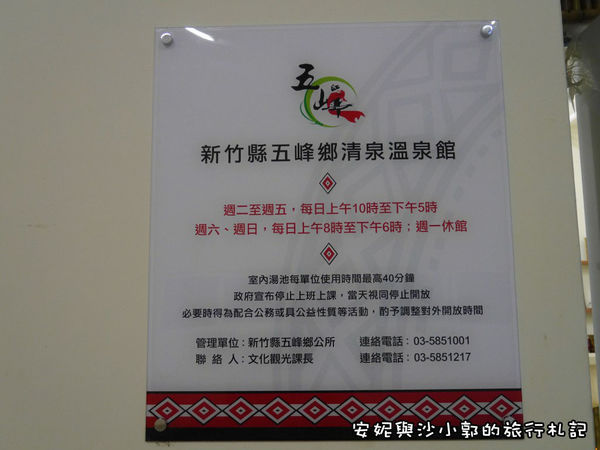 五峰
新竹縣五峰鄉清泉溫泉館
週二至週五，每日上午10時至下午5時
週六、週日，每日上午8時至下午6時；週一休館
室內湯池每單位使用時間最高40分鐘
政府宣布停止上班上課，當天視同停止開放
必要時得為配合公務或具公益性質等活動，酌予調整對外開放時間
管理單位：新竹縣五峰鄉公所　　連絡電話：03-5851001
聯 絡 人：文化觀光課長　　連絡電話：03-5851217
安妮與沙小郭的旅行札記